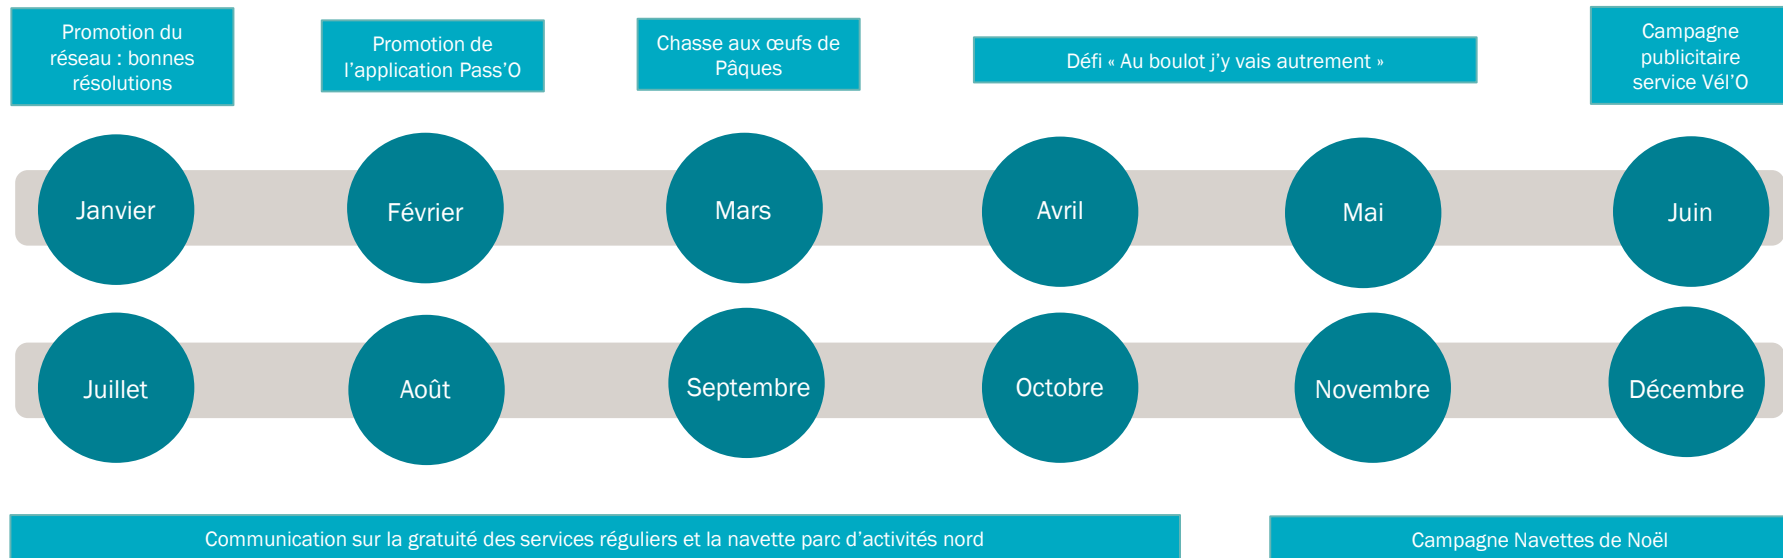 Promotion du
réseau : bonnes
résolutions
Promotion de
l'application Pass'O
Chasse aux œufs de
Pâques
Défi « Au boulot j'y vais autrement »
Campagne
publicitaire
service Vél'O
Janvier
Février
Mars
Avril
Mai
Juin
Juillet
Août
Septembre
Octobre
Novembre
Décembre
Communication sur la gratuité des services réguliers et la navette parc d'activités nord
Campagne Navettes de Noël